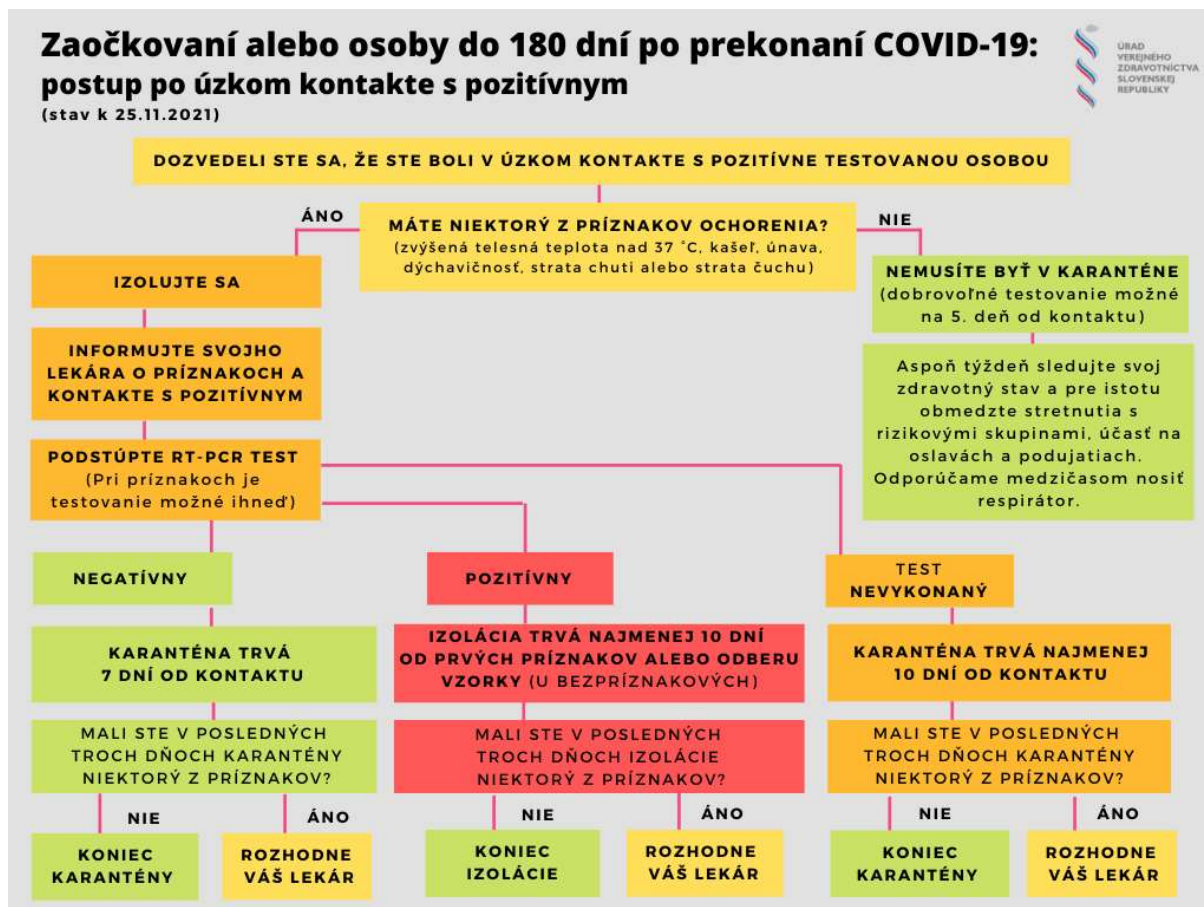 Zaočkovaní alebo osoby do 180 dní po prekonaní COVID-19:
postup po úzkom kontakte s pozitívnym
(stav k 25.11.2021)
ÚRAD
VEREJNÉHO
ZDRAVOTNÍCTVA
SLOVENSKEJ
REPUBLIKY
DOZVEDELI STE SA, ŽE STE BOLI V ÚZKOM KONTAKTE S POZITÍVNE TESTOVANOU OSOBOU
MÁTE NIEKTORÝ Z PRÍZNAKOV OCHORENIA?
(zvýšená telesná teplota nad 37 °C, kašeľ, únava,
dýchavičnosť, strata chuti alebo strata čuchu)
ÁNO
NIE
IZOLUJTE SA
INFORMUJTE SVOJHO
LEKÁRA O PRÍZNAKOCH A
KONTAKTE S POZITÍVNYM
PODSTÚPTE RT-PCR TEST
(Pri príznakoch je
testovanie možné ihneď)
NEMUSÍTE BYŤ V KARANTÉNE
(dobrovoľné testovanie možné
na 5. deň od kontaktu)
Aspoň týždeň sledujte svoj
zdravotný stav a pre istotu
obmedzte stretnutia s
rizikovými skupinami, účasť na
oslavách a podujatiach.
Odporúčame medzičasom nosiť
respirátor.
NEGATÍVNY
KARANTÉNA TRVÁ
7 DNÍ OD KONTAKTU
MALI STE V POSLEDNÝCH
TROCH DŇOCH KARANTÉNY
NIEKTORÝ Z PRÍZNAKOV?
NIE
ÁNO
KONIEC
KARANTÉNY
ROZHODNE
VÁŠ LEKÁR
POZITÍVNY
IZOLÁCIA TRVÁ NAJMENEJ 10 DNÍ
OD PRVÝCH PRÍZNAKOV ALEBO ODBERU
VZORKY (U BEZPRÍZNAKOVÝCH)
MALI STE V POSLEDNÝCH
TROCH DŇOCH IZOLÁCIE
NIEKTORÝ Z PRÍZNAKOV?
NIE
ÁNO
KONIEC
IZOLÁCIE
ROZHODNE
VÁŠ LEKÁR
TEST
NEVYKONANÝ
KARANTÉNA TRVÁ NAJMENEJ
10 DNÍ OD KONTAKTU
MALI STE V POSLEDNÝCH
TROCH DŇOCH KARANTÉNY
NIEKTORÝ Z PRÍZNAKOV?
NIE
ÁNO
KONIEC
KARANTÉNY
ROZHODNE
VÁŠ LEKÁR